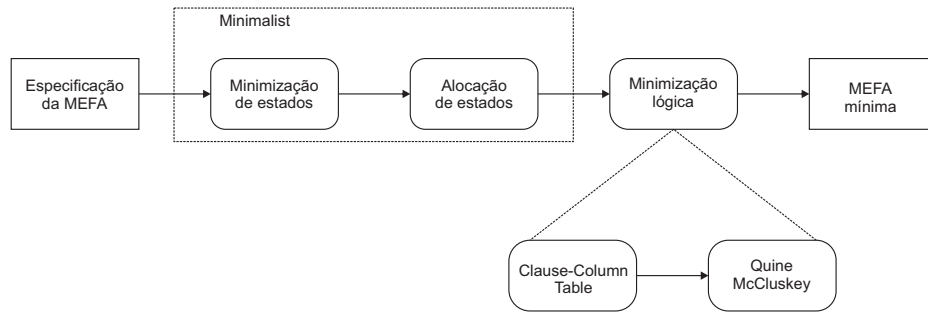 Minimalist
Especificação
da MEFA
Minimização
de estados
Alocação
de estados
Minimização
lógica
MEFA
mínima
Clause-Column
Table
Quine
McCluskey